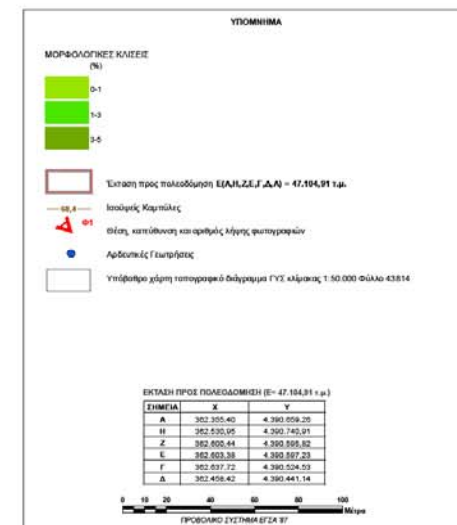 ΥΠΟΜΝΗΜΑ
ΜΟΡΦΟΛΟΓΙΚΕΣ ΚΛΙΣΕΙΣ
(%)
0-1
1-3
3-5
Έκταση προς πολεοδόμηση Ε(Α,Η,Ζ,Ε,Γ,Δ,Α) = 47.104,91 τ.μ.
Ισοϋψείς Καμπύλες
Φ1
Θέση, κατεύθυνση και αριθμός λήψης φωτογραφιών
Αρδευτικές Γεωτρήσεις
Υπόβαθρο χάρτη τοπογραφικό διάγραμμα ΓΥΣ κλίμακας 1:50.000 Φύλλο 43814
ΕΚΤΑΣΗ ΠΡΟΣ ΠΟΛΕΟΔΟΜΗΣΗ (Ε= 47.104,91 τ.μ.)
ΣΗΜΕΙΑ X Y
Α 362.355,40 4.390.659,26
Η 362.530,95 4.390.740,91
Ζ 362.605,44 4.390.595,82
Ε 362.603,38 4.390.597,23
Γ 362.637,72 4.390.524,53
Δ 362.458,42 4.390.441,14
0 10 20 40 60 80 100
Μέτρα
ΠΡΟΒΟΛΙΚΟ ΣΥΣΤΗΜΑ ΕΓΣΑ '87